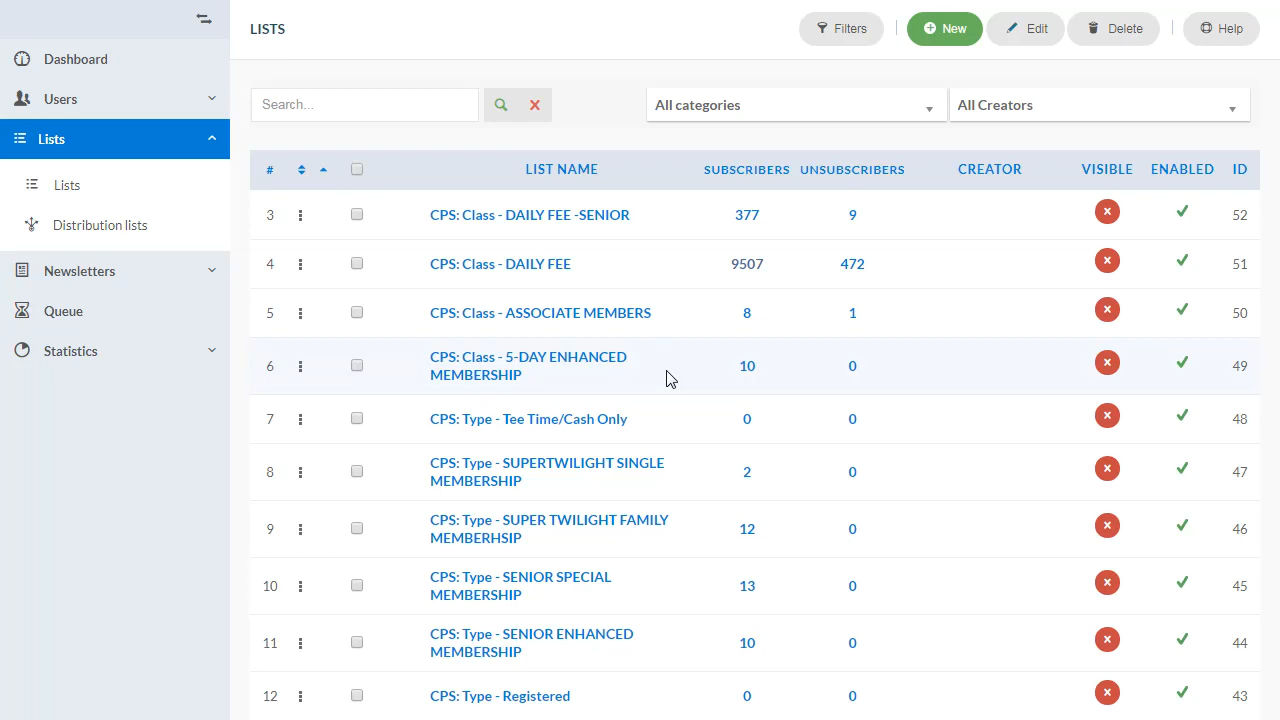 LISTS
Filters
New
Edit
Delete
Help
Dashboard
Users
Lists
Lists
Distribution lists
Newsletters
Queue
Statistics
Search...
All categories
All Creators
# LIST NAME SUBSCRIBERS UNSUBSCRIBERS CREATOR VISIBLE ENABLED ID
3 CPS: Class - DAILY FEE -SENIOR 377 9 52
4 CPS: Class - DAILY FEE 9507 472 51
5 CPS: Class - ASSOCIATE MEMBERS 8 1 50
6 CPS: Class - 5-DAY ENHANCED
MEMBERSHIP 10 0 49
7 CPS: Type - Tee Time/Cash Only 0 0 48
8 CPS: Type - SUPERTWILIGHT SINGLE
MEMBERSHIP 2 0 47
9 CPS: Type - SUPER TWILIGHT FAMILY
MEMBERHSIP 12 0 46
10 CPS: Type - SENIOR SPECIAL
MEMBERSHIP 13 0 45
11 CPS: Type - SENIOR ENHANCED
MEMBERSHIP 10 0 44
12 CPS: Type - Registered 0 0 43